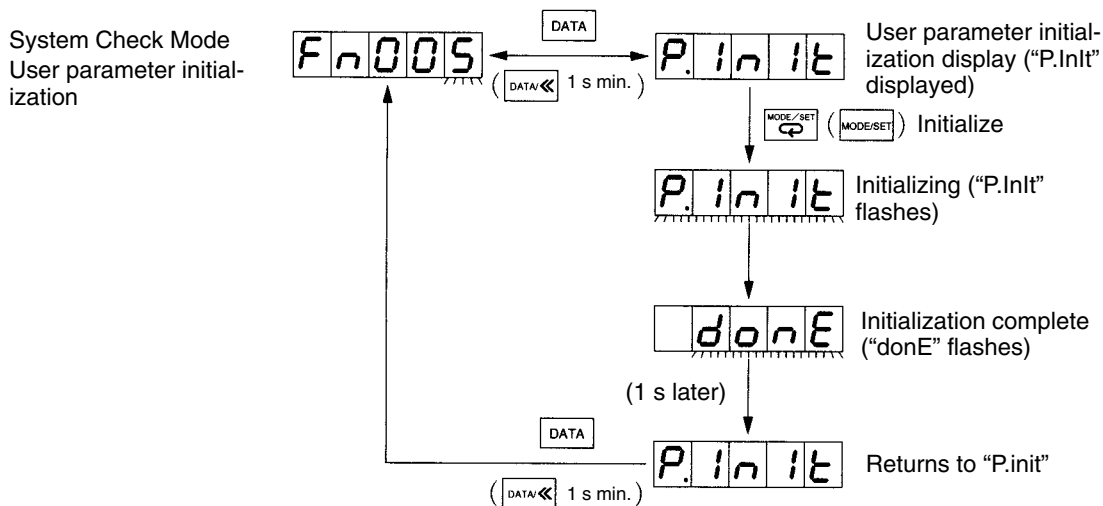 System Check Mode
User parameter initial-
ization
Fn005
DATA
( DATA/≪ 1 s min. )
P.InIt
User parameter initial-
ization display (“P.InIt”
displayed)
MODE/SET ( MODE/SET ) Initialize
P.InIt
Initializing (“P.InIt”
flashes)
donE
Initialization complete
(“donE” flashes)
(1 s later)
DATA
( DATA/≪ 1 s min. )
P.InIt
Returns to “P.init”